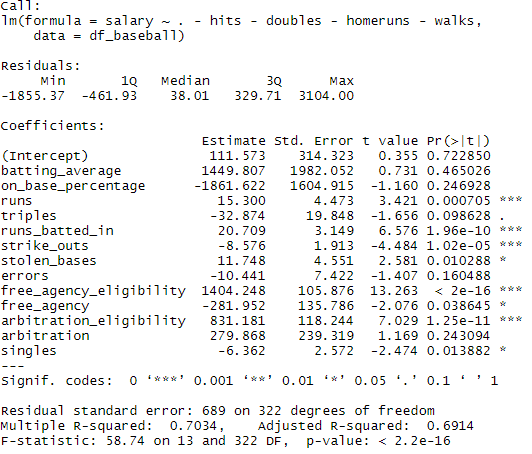 Call:
lm(formula = salary ~ . - hits - doubles - homeruns - walks,
    data = df_baseball)
Residuals:
     Min       1Q   Median       3Q      Max
-1855.37  -461.93    38.01   329.71  3104.00
Coefficients:
                          Estimate Std. Error t value Pr(>|t|)
(Intercept)                111.573    314.323   0.355 0.722850
batting_average           1449.807   1982.052   0.731 0.465026
on_base_percentage       -1861.622   1604.915  -1.160 0.246928
runs                        15.300      4.473   3.421 0.000705 ***
triples                    -32.874     19.848  -1.656 0.098628 .
runs_batted_in              20.709      3.149   6.576 1.96e-10 ***
strike_outs                 -8.576      1.913  -4.484 1.02e-05 ***
stolen_bases                11.748      4.551   2.581 0.010288 *
errors                     -10.441      7.422  -1.407 0.160488
free_agency_eligibility   1404.248    105.876  13.263  < 2e-16 ***
free_agency               -281.952    135.786  -2.076 0.038645 *
arbitration_eligibility    831.181    118.244   7.029 1.25e-11 ***
arbitration                279.868    239.319   1.169 0.243094
singles                     -6.362      2.572  -2.474 0.013882 *
---
Signif. codes:  0 ‘***’ 0.001 ‘**’ 0.01 ‘*’ 0.05 ‘.’ 0.1 ‘ ’ 1
Residual standard error: 689 on 322 degrees of freedom
Multiple R-squared:  0.7034,    Adjusted R-squared:  0.6914
F-statistic: 58.74 on 13 and 322 DF,  p-value: < 2.2e-16